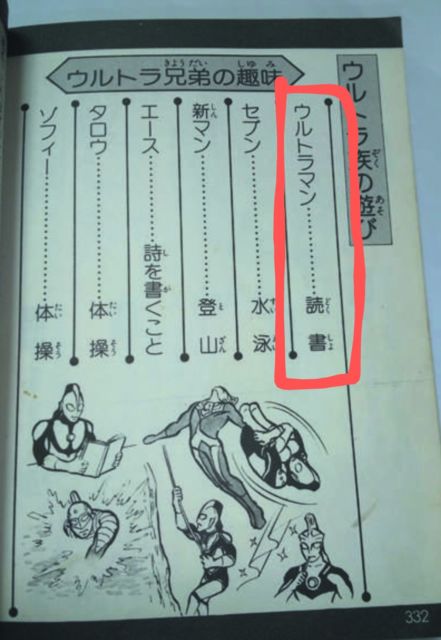 ウルトラ族の遊び
ウルトラ兄弟の趣味
ウルトラマン……………読書
セブン……………水泳
新マン……………登山
エース……………詩を書くこと
タロウ……………体操
ゾフィー……………体操
332